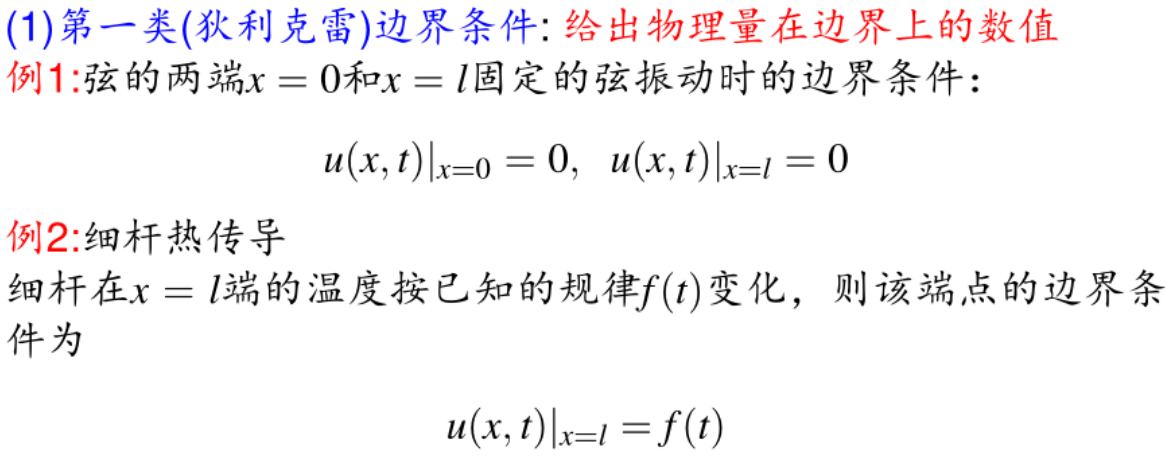 (1)第一类(狄利克雷)边界条件: 给出物理量在边界上的数值
例1:弦的两端x = 0和x = l固定的弦振动时的边界条件：
u(x, t)|x=0 = 0, u(x, t)|x=l = 0
例2:细杆热传导
细杆在x = l端的温度按已知的规律f(t)变化，则该端点的边界条
件为
u(x, t)|x=l = f(t)